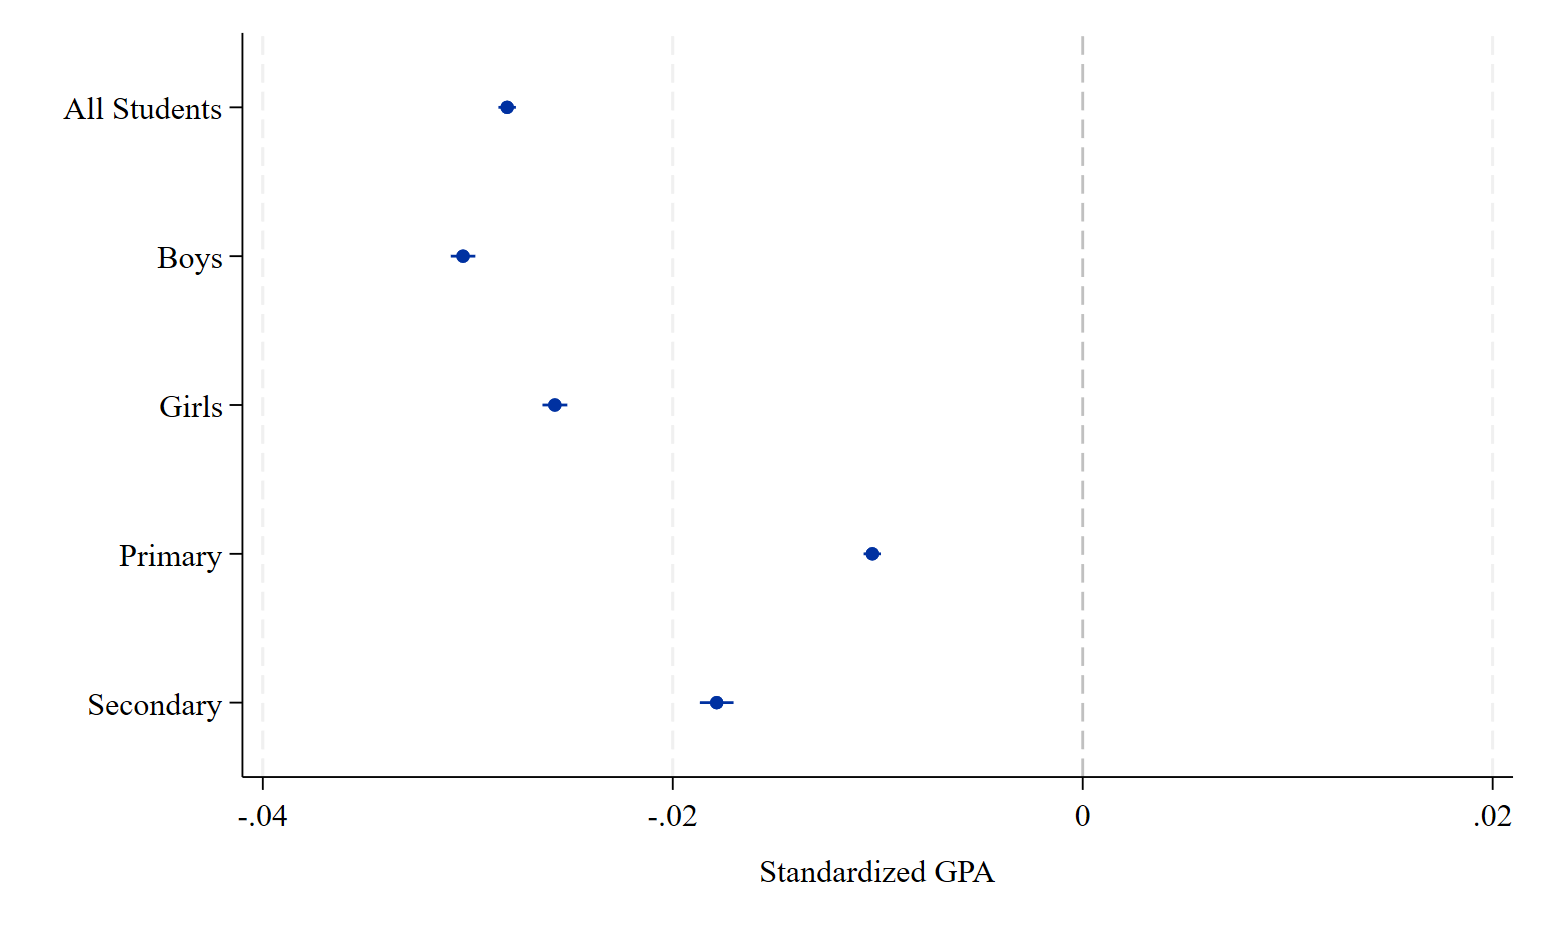 All Students
Boys
Girls
Primary
Secondary
-.04 -.02 0 .02
Standardized GPA